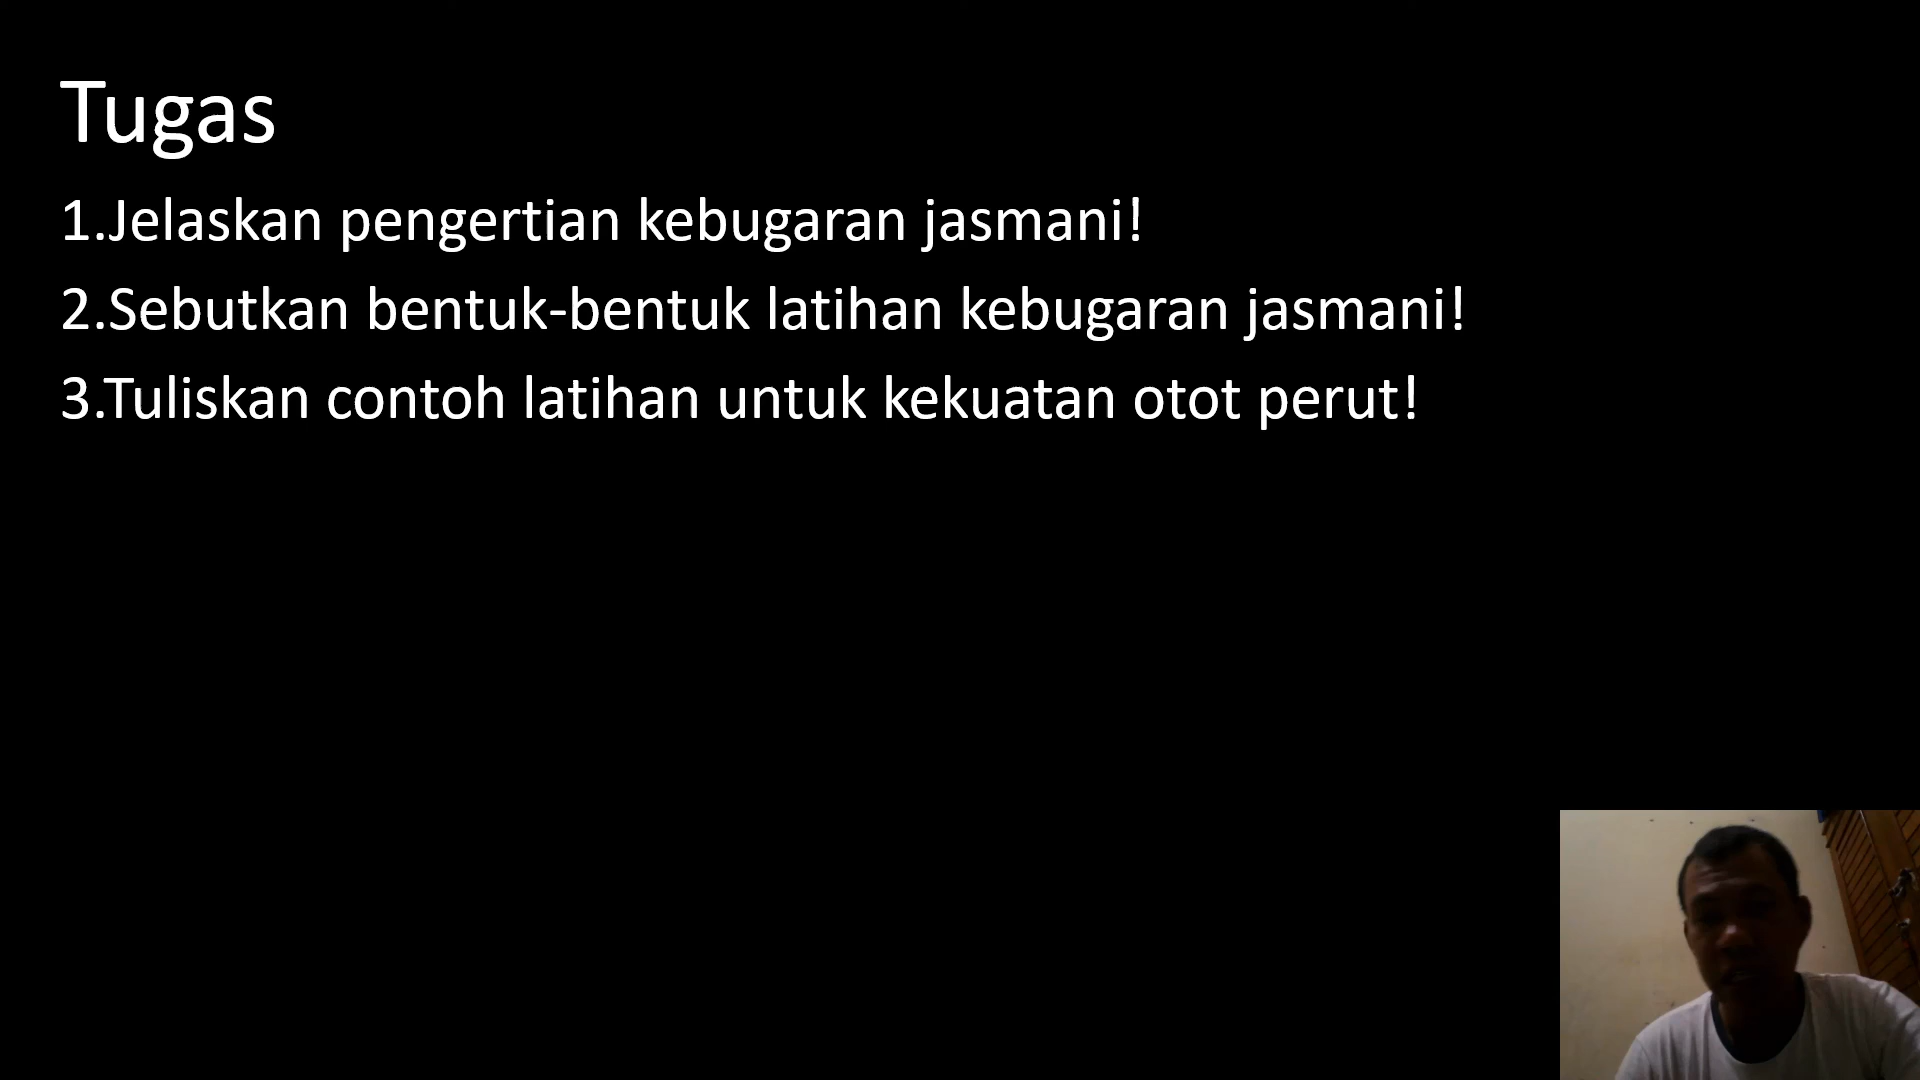 Tugas
1.Jelaskan pengertian kebugaran jasmani!
2.Sebutkan bentuk-bentuk latihan kebugaran jasmani!
3.Tuliskan contoh latihan untuk kekuatan otot perut!